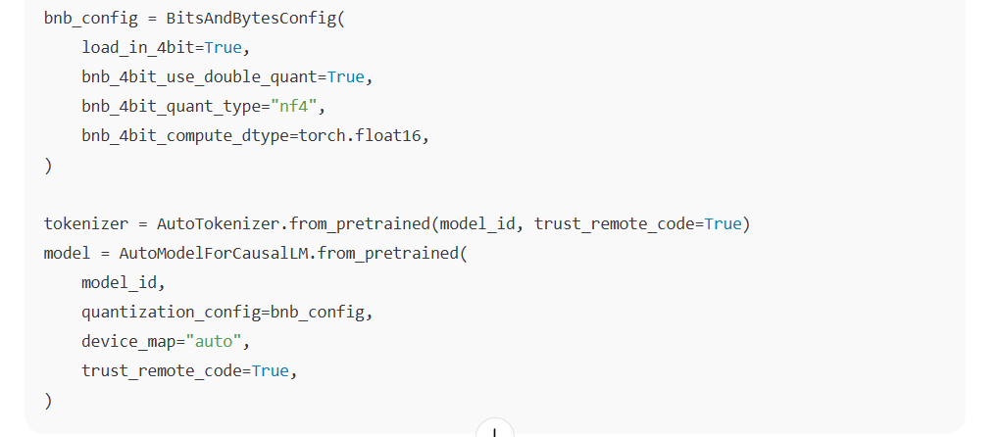 bnb_config = BitsAndBytesConfig(
    load_in_4bit=True,
    bnb_4bit_use_double_quant=True,
    bnb_4bit_quant_type="nf4",
    bnb_4bit_compute_dtype=torch.float16,
)

tokenizer = AutoTokenizer.from_pretrained(model_id, trust_remote_code=True)
model = AutoModelForCausalLM.from_pretrained(
    model_id,
    quantization_config=bnb_config,
    device_map="auto",
    trust_remote_code=True,
)